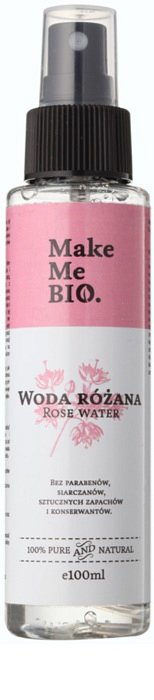 Make
Me
BIO.
WODA RÓŻANA
ROSE WATER
BEZ PARABENÓW,
SIARCZANÓW,
SZTUCZNYCH ZAPACHÓW
I KONSERWANTÓW.
100% PURE AND NATURAL
e100ml